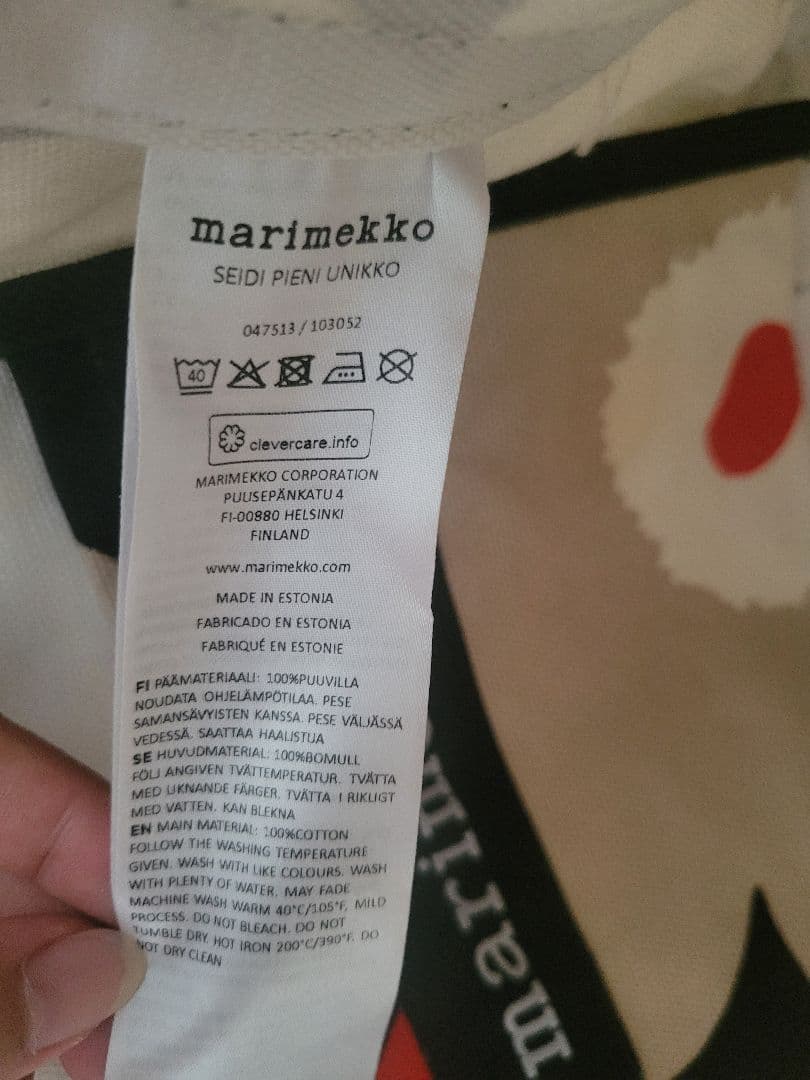 marimekko
SEIDI PIENI UNIKKO
047513 / 103052
40
clevercare.info
MARIMEKKO CORPORATION
PUUSEPÄNKATU 4
FI-00880 HELSINKI
FINLAND
www.marimekko.com
MADE IN ESTONIA
FABRICADO EN ESTONIA
FABRIQUÉ EN ESTONIE
FI PÄÄMATERIAALI: 100%PUUVILLA
NOUDATA OHJELÄMPÖTILAA. PESE
SAMANSÄVYISTEN KANSSA. PESE VÄLJÄSSÄ
VEDESSÄ. SAATTAA HAALISTUA
SE HUVUDMATERIAL: 100%BOMULL
FÖLJ ANGIVEN TVÄTTEMPERATUR. TVÄTTA
MED LIKNANDE FÄRGER. TVÄTTA I RIKLIGT
MED VATTEN. KAN BLEKNA
EN MAIN MATERIAL: 100%COTTON
FOLLOW THE WASHING TEMPERATURE
GIVEN. WASH WITH LIKE COLOURS. WASH
WITH PLENTY OF WATER. MAY FADE
MACHINE WASH WARM 40°C/105°F. MILD
PROCESS. DO NOT BLEACH. DO NOT
TUMBLE DRY. HOT IRON 200°C/390°F. DO
NOT DRY CLEAN
marim